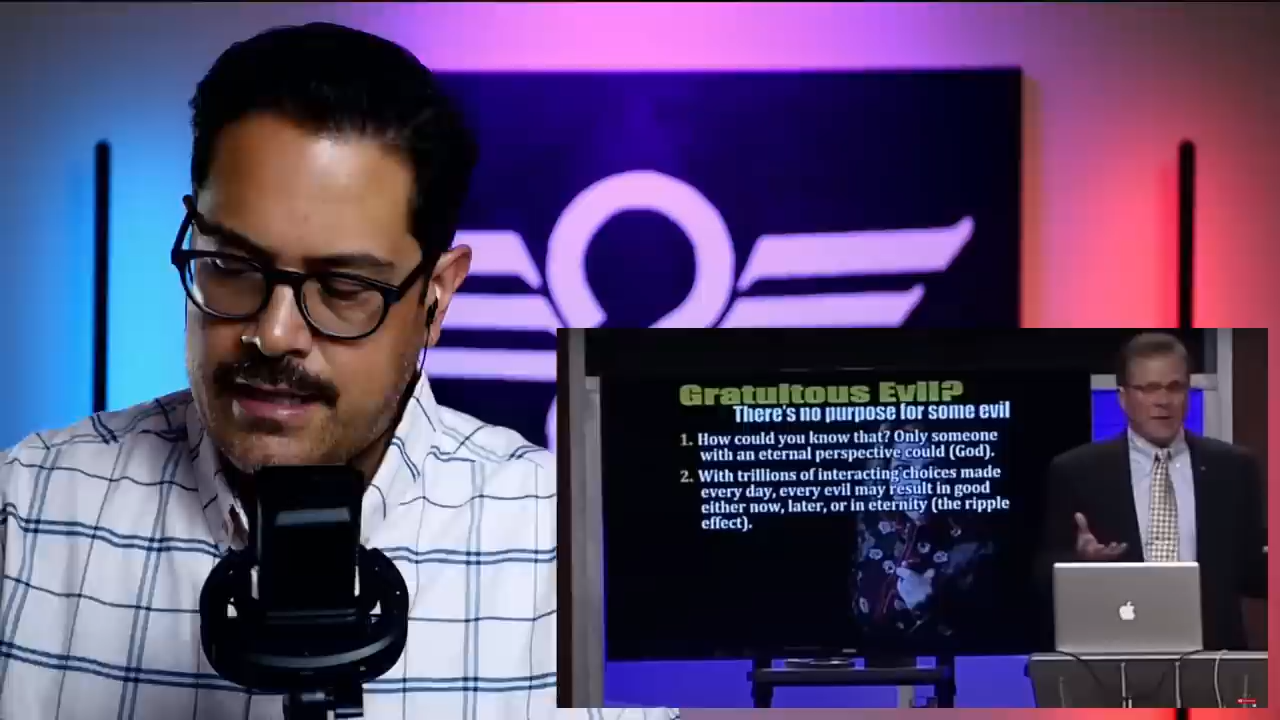 Gratuitous Evil?
There's no purpose for some evil
1. How could you know that? Only someone
with an eternal perspective could (God).
2. With trillions of interacting choices made
every day, every evil may result in good
either now, later, or in eternity (the ripple
effect).